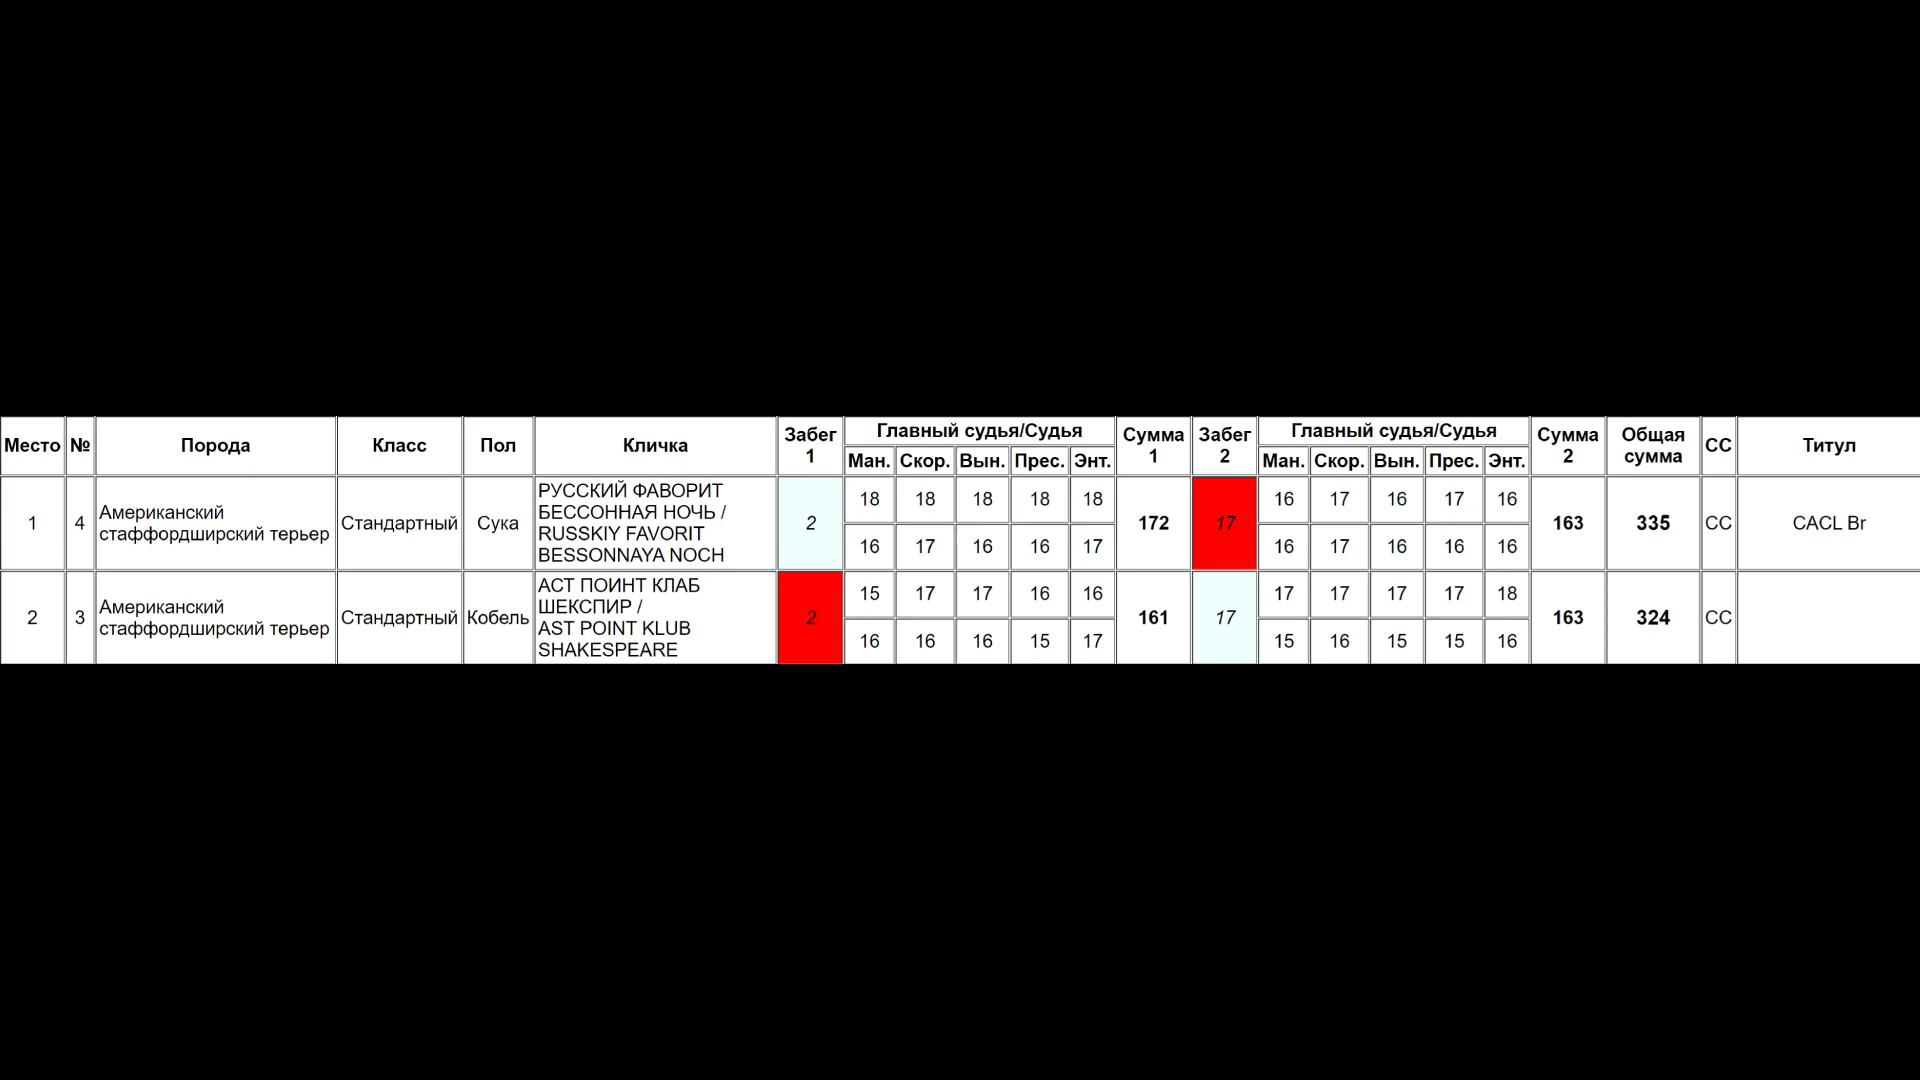 Место № Порода Класс Пол Кличка Забег 1 Главный судья/Судья Сумма 1 Забег 2 Главный судья/Судья Сумма 2 Общая сумма СС Титул
Ман. Скор. Вын. Прес. Энт. Ман. Скор. Вын. Прес. Энт.
1 4 Американский стаффордширский терьер Стандартный Сука
РУССКИЙ ФАВОРИТ
БЕССОННАЯ НОЧЬ /
RUSSKIY FAVORIT
BESSONNAYA NOCH
2 18 18 18 18 18 172 17 16 17 16 17 16 163 335 CC CACL Br
16 17 16 16 17 16 17 16 16 16
2 3 Американский стаффордширский терьер Стандартный Кобель
АСТ ПОИНТ КЛАБ
ШЕКСПИР /
AST POINT KLUB
SHAKESPEARE
2 15 17 17 16 16 161 17 17 17 17 17 18 163 324 CC
16 16 16 15 17 15 16 15 15 16